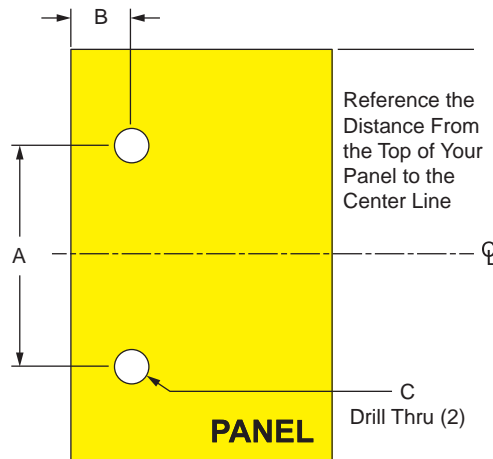 B
Reference the
Distance From
the Top of Your
Panel to the
Center Line
A
℄
C
Drill Thru (2)
PANEL